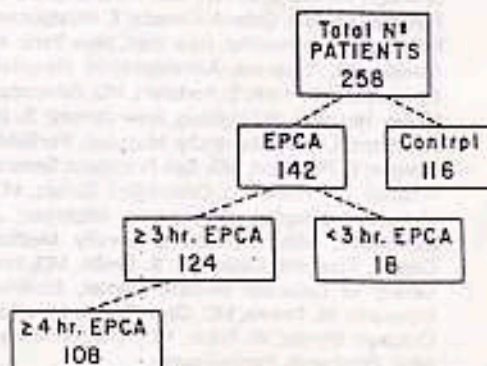 Total Nº
PATIENTS
258
EPCA
142
Control
116
≥3 hr. EPCA
124
<3 hr. EPCA
18
≥4 hr. EPCA
108